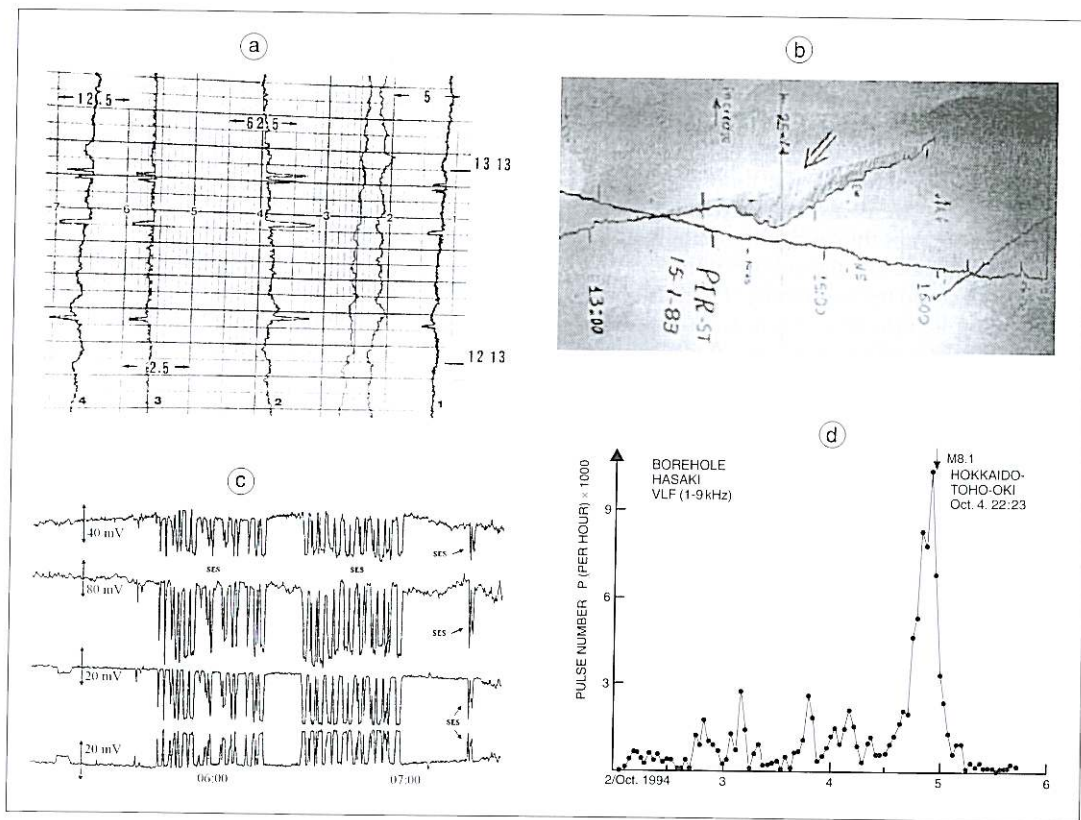 a
12.5
62.5
5
13 13
7 6 5 4 3 2 1
12 13
2.5
4 3 2 1
b
13:00
PIR-ST
15-1-83
1500
1600
c
40 mV
SES
SES SES
80 mV
SES
20 mV
SES
20 mV
06:00 07:00
d
M8.1
HOKKAIDO-
TOHO-OKI
Oct. 4. 22:23
BOREHOLE
HASAKI
VLF (1-9 kHz)
PULSE NUMBER P (PER HOUR) × 1000
9
6
3
2/Oct. 1994 3 4 5 6